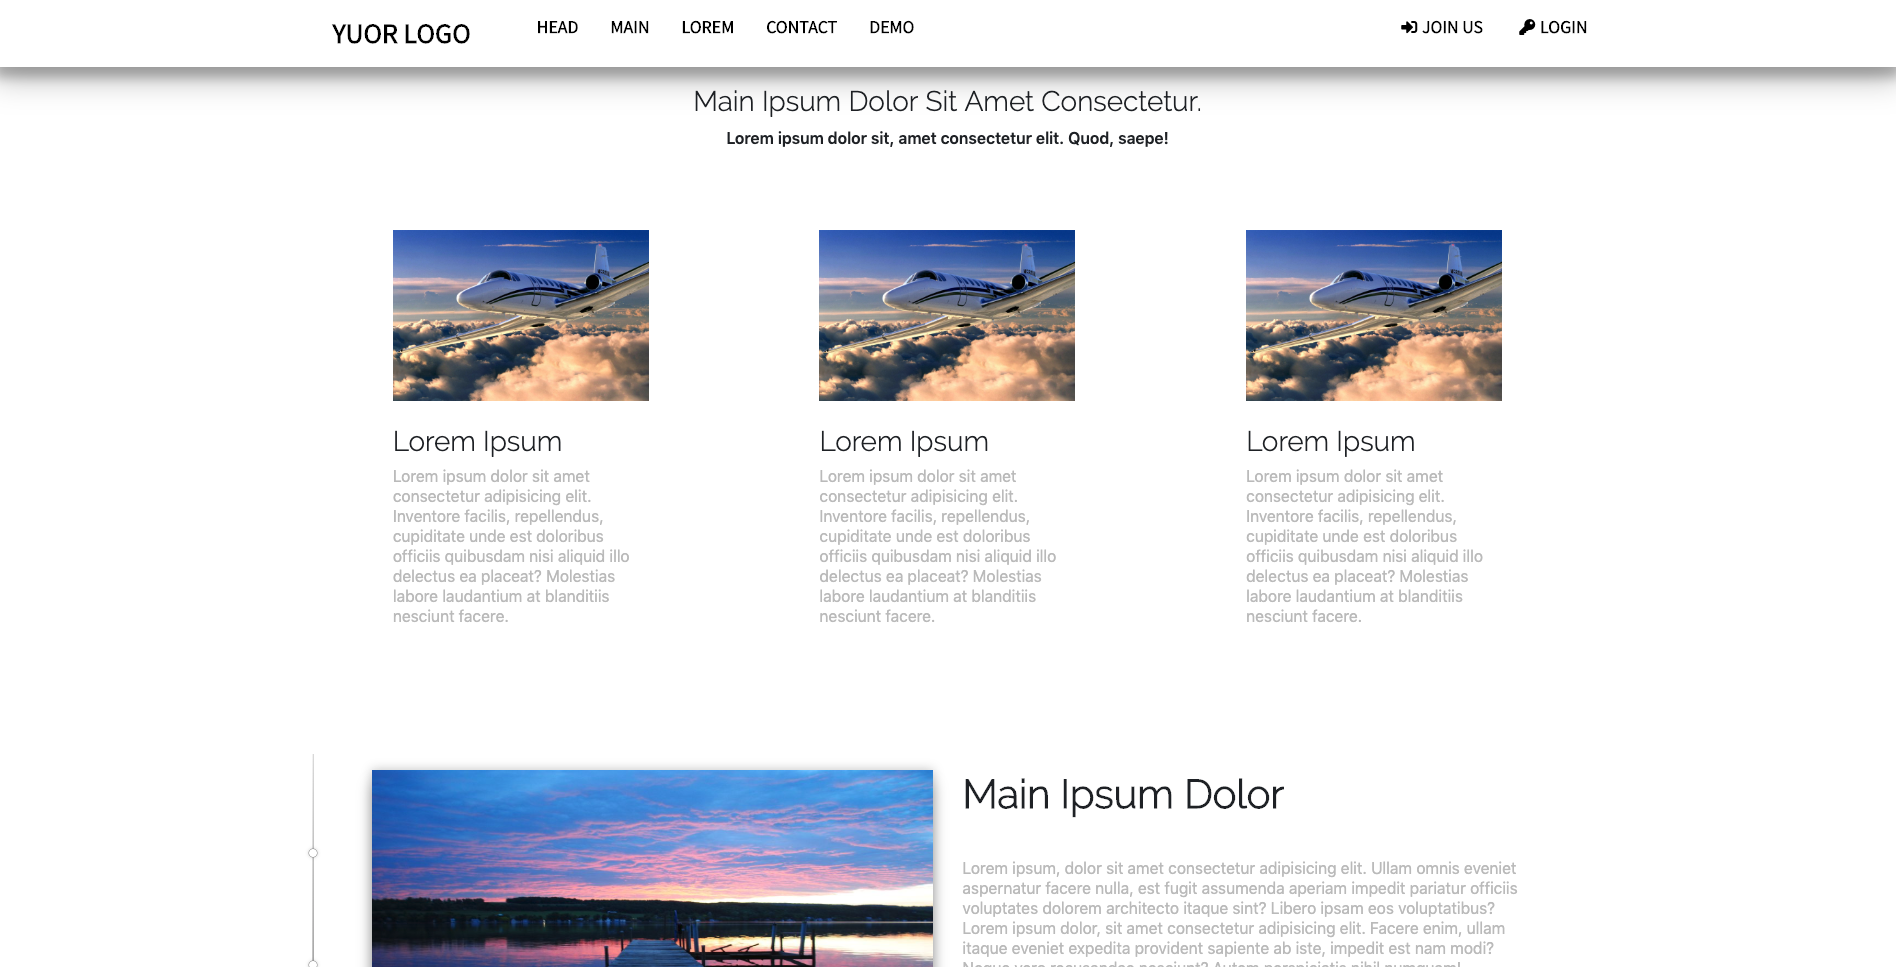 YUOR LOGO
HEAD MAIN LOREM CONTACT DEMO JOIN US LOGIN
Main Ipsum Dolor Sit Amet Consectetur.
Lorem ipsum dolor sit, amet consectetur elit. Quod, saepe!
Lorem Ipsum
Lorem ipsum dolor sit amet
consectetur adipisicing elit.
Inventore facilis, repellendus,
cupiditate unde est doloribus
officiis quibusdam nisi aliquid illo
delectus ea placeat? Molestias
labore laudantium at blanditiis
nesciunt facere.
Lorem Ipsum
Lorem ipsum dolor sit amet
consectetur adipisicing elit.
Inventore facilis, repellendus,
cupiditate unde est doloribus
officiis quibusdam nisi aliquid illo
delectus ea placeat? Molestias
labore laudantium at blanditiis
nesciunt facere.
Lorem Ipsum
Lorem ipsum dolor sit amet
consectetur adipisicing elit.
Inventore facilis, repellendus,
cupiditate unde est doloribus
officiis quibusdam nisi aliquid illo
delectus ea placeat? Molestias
labore laudantium at blanditiis
nesciunt facere.
Main Ipsum Dolor
Lorem ipsum, dolor sit amet consectetur adipisicing elit. Ullam omnis eveniet
aspernatur facere nulla, est fugit assumenda aperiam impedit pariatur officiis
voluptates dolorem architecto itaque sint? Libero ipsam eos voluptatibus?
Lorem ipsum dolor, sit amet consectetur adipisicing elit. Facere enim, ullam
itaque eveniet expedita provident sapiente ab iste, impedit est nam modi?